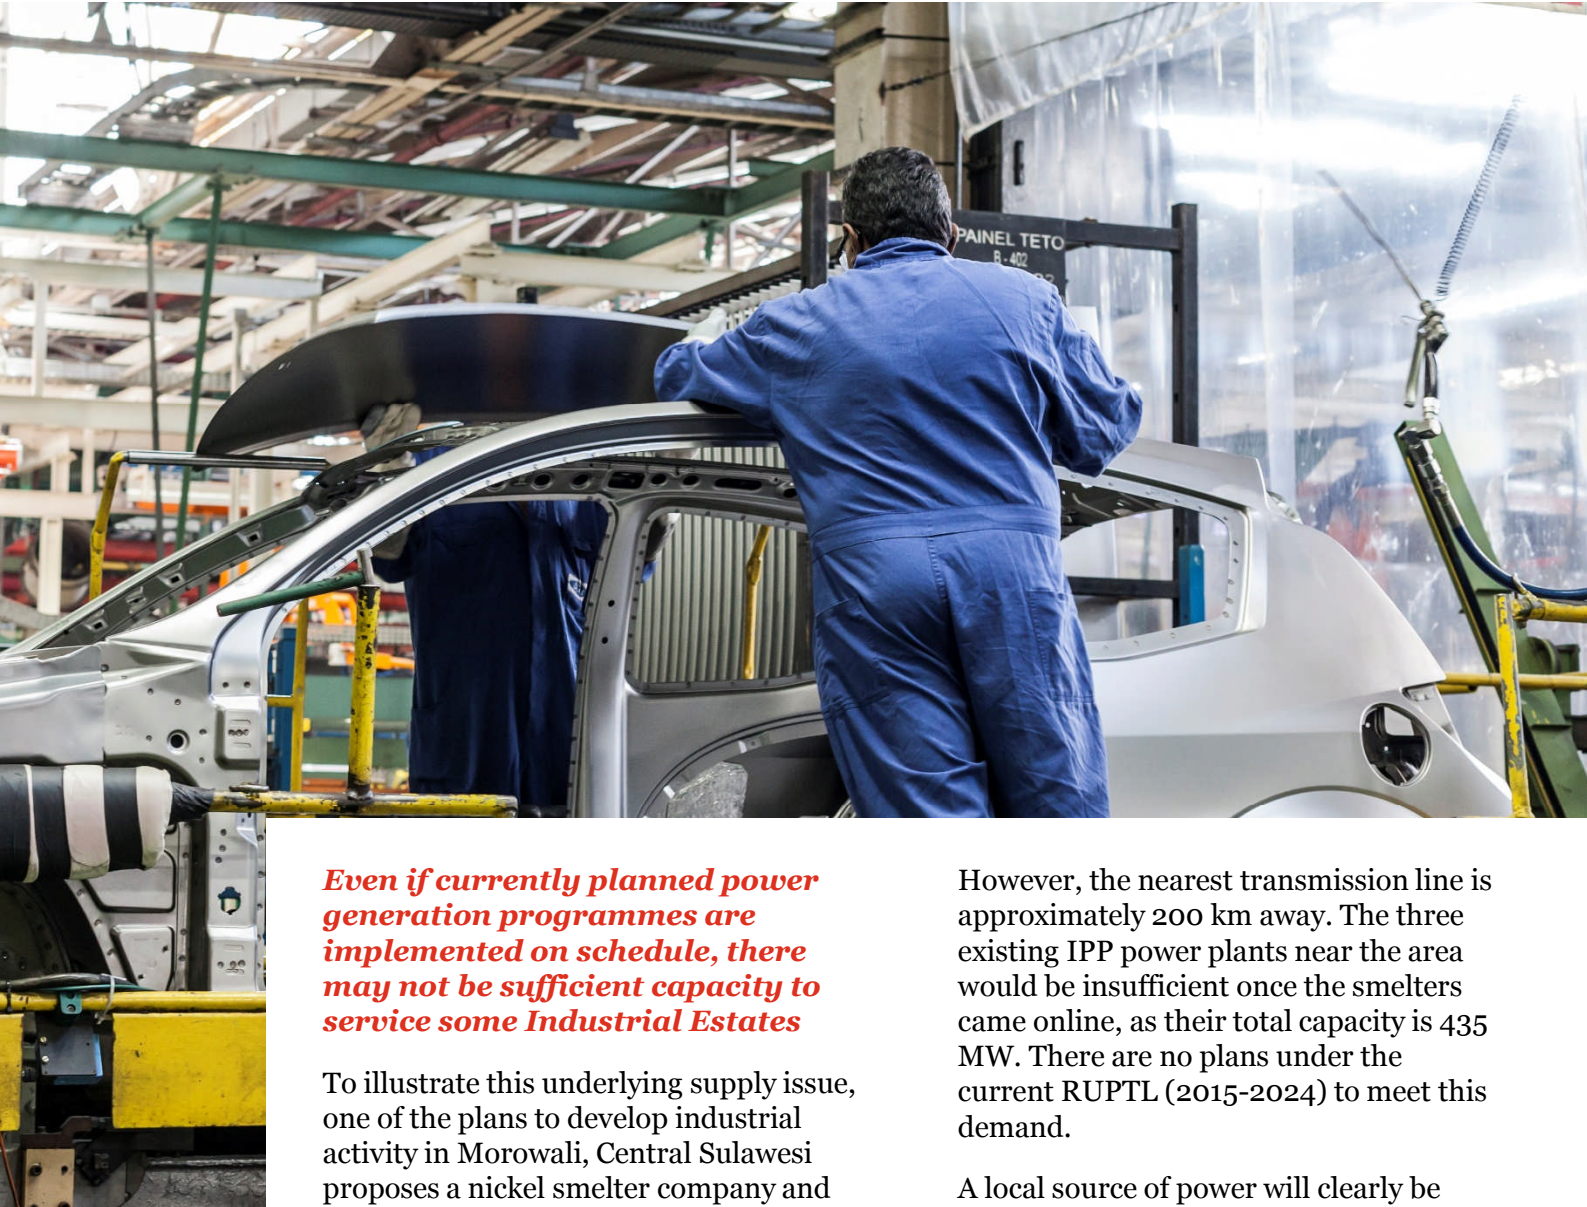 PAINEL TETO
R - 402
Even if currently planned power
generation programmes are
implemented on schedule, there
may not be sufficient capacity to
service some Industrial Estates
To illustrate this underlying supply issue,
one of the plans to develop industrial
activity in Morowali, Central Sulawesi
proposes a nickel smelter company and
However, the nearest transmission line is
approximately 200 km away. The three
existing IPP power plants near the area
would be insufficient once the smelters
came online, as their total capacity is 435
MW. There are no plans under the
current RUPTL (2015-2024) to meet this
demand.
A local source of power will clearly be